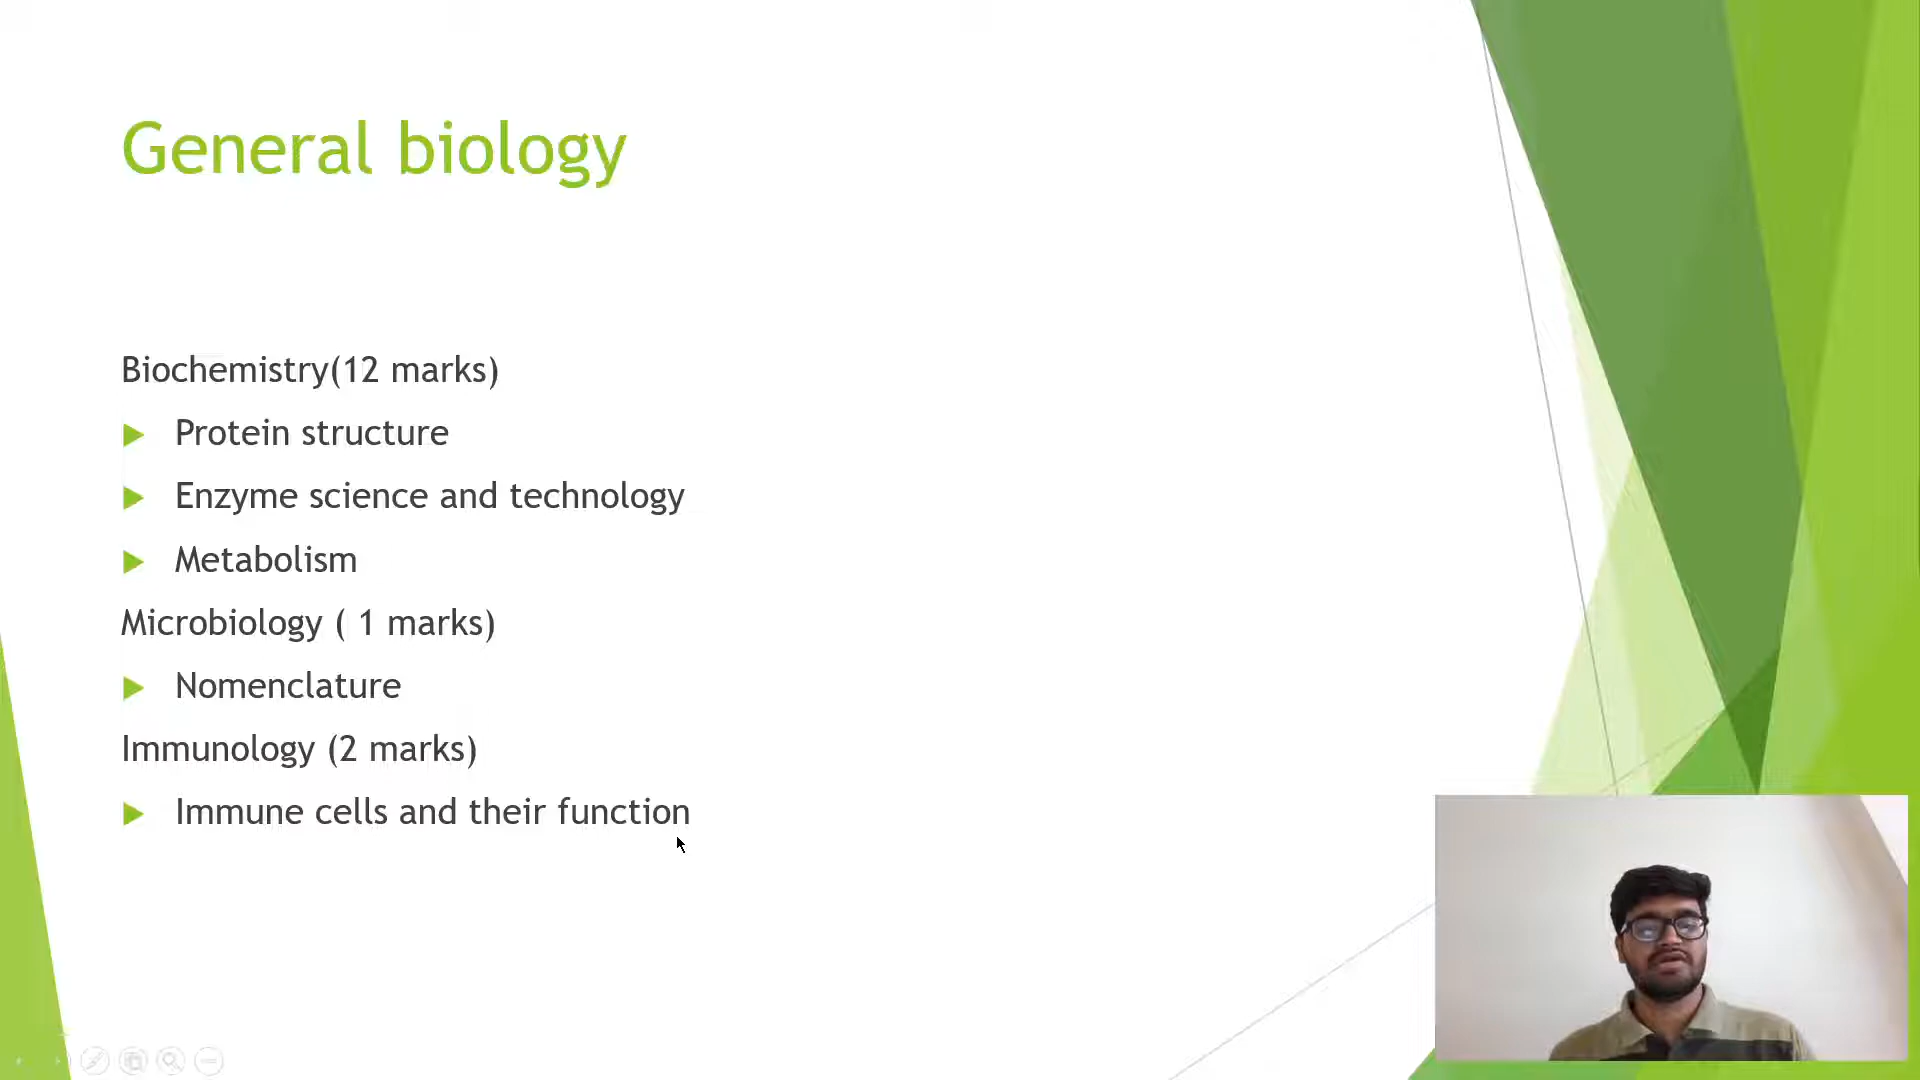 General biology
Biochemistry(12 marks)
Protein structure
Enzyme science and technology
Metabolism
Microbiology ( 1 marks)
Nomenclature
Immunology (2 marks)
Immune cells and their function